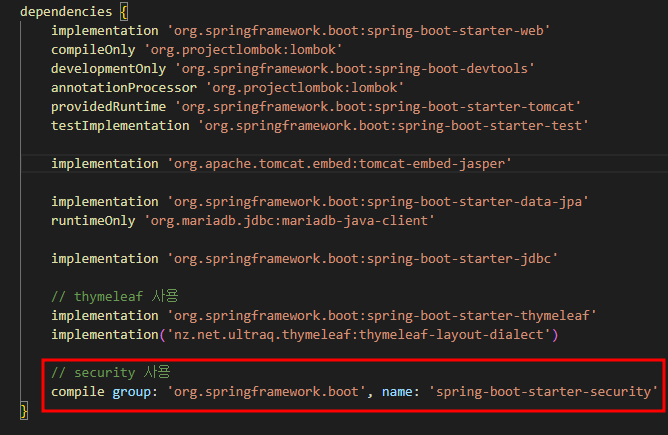 dependencies {
implementation 'org.springframework.boot:spring-boot-starter-web'
compileOnly 'org.projectlombok:lombok'
developmentOnly 'org.springframework.boot:spring-boot-devtools'
annotationProcessor 'org.projectlombok:lombok'
providedRuntime 'org.springframework.boot:spring-boot-starter-tomcat'
testImplementation 'org.springframework.boot:spring-boot-starter-test'
implementation 'org.apache.tomcat.embed:tomcat-embed-jasper'
implementation 'org.springframework.boot:spring-boot-starter-data-jpa'
runtimeOnly 'org.mariadb.jdbc:mariadb-java-client'
implementation 'org.springframework.boot:spring-boot-starter-jdbc'
// thymeleaf 사용
implementation 'org.springframework.boot:spring-boot-starter-thymeleaf'
implementation('nz.net.ultraq.thymeleaf:thymeleaf-layout-dialect')
// security 사용
compile group: 'org.springframework.boot', name: 'spring-boot-starter-security'
}